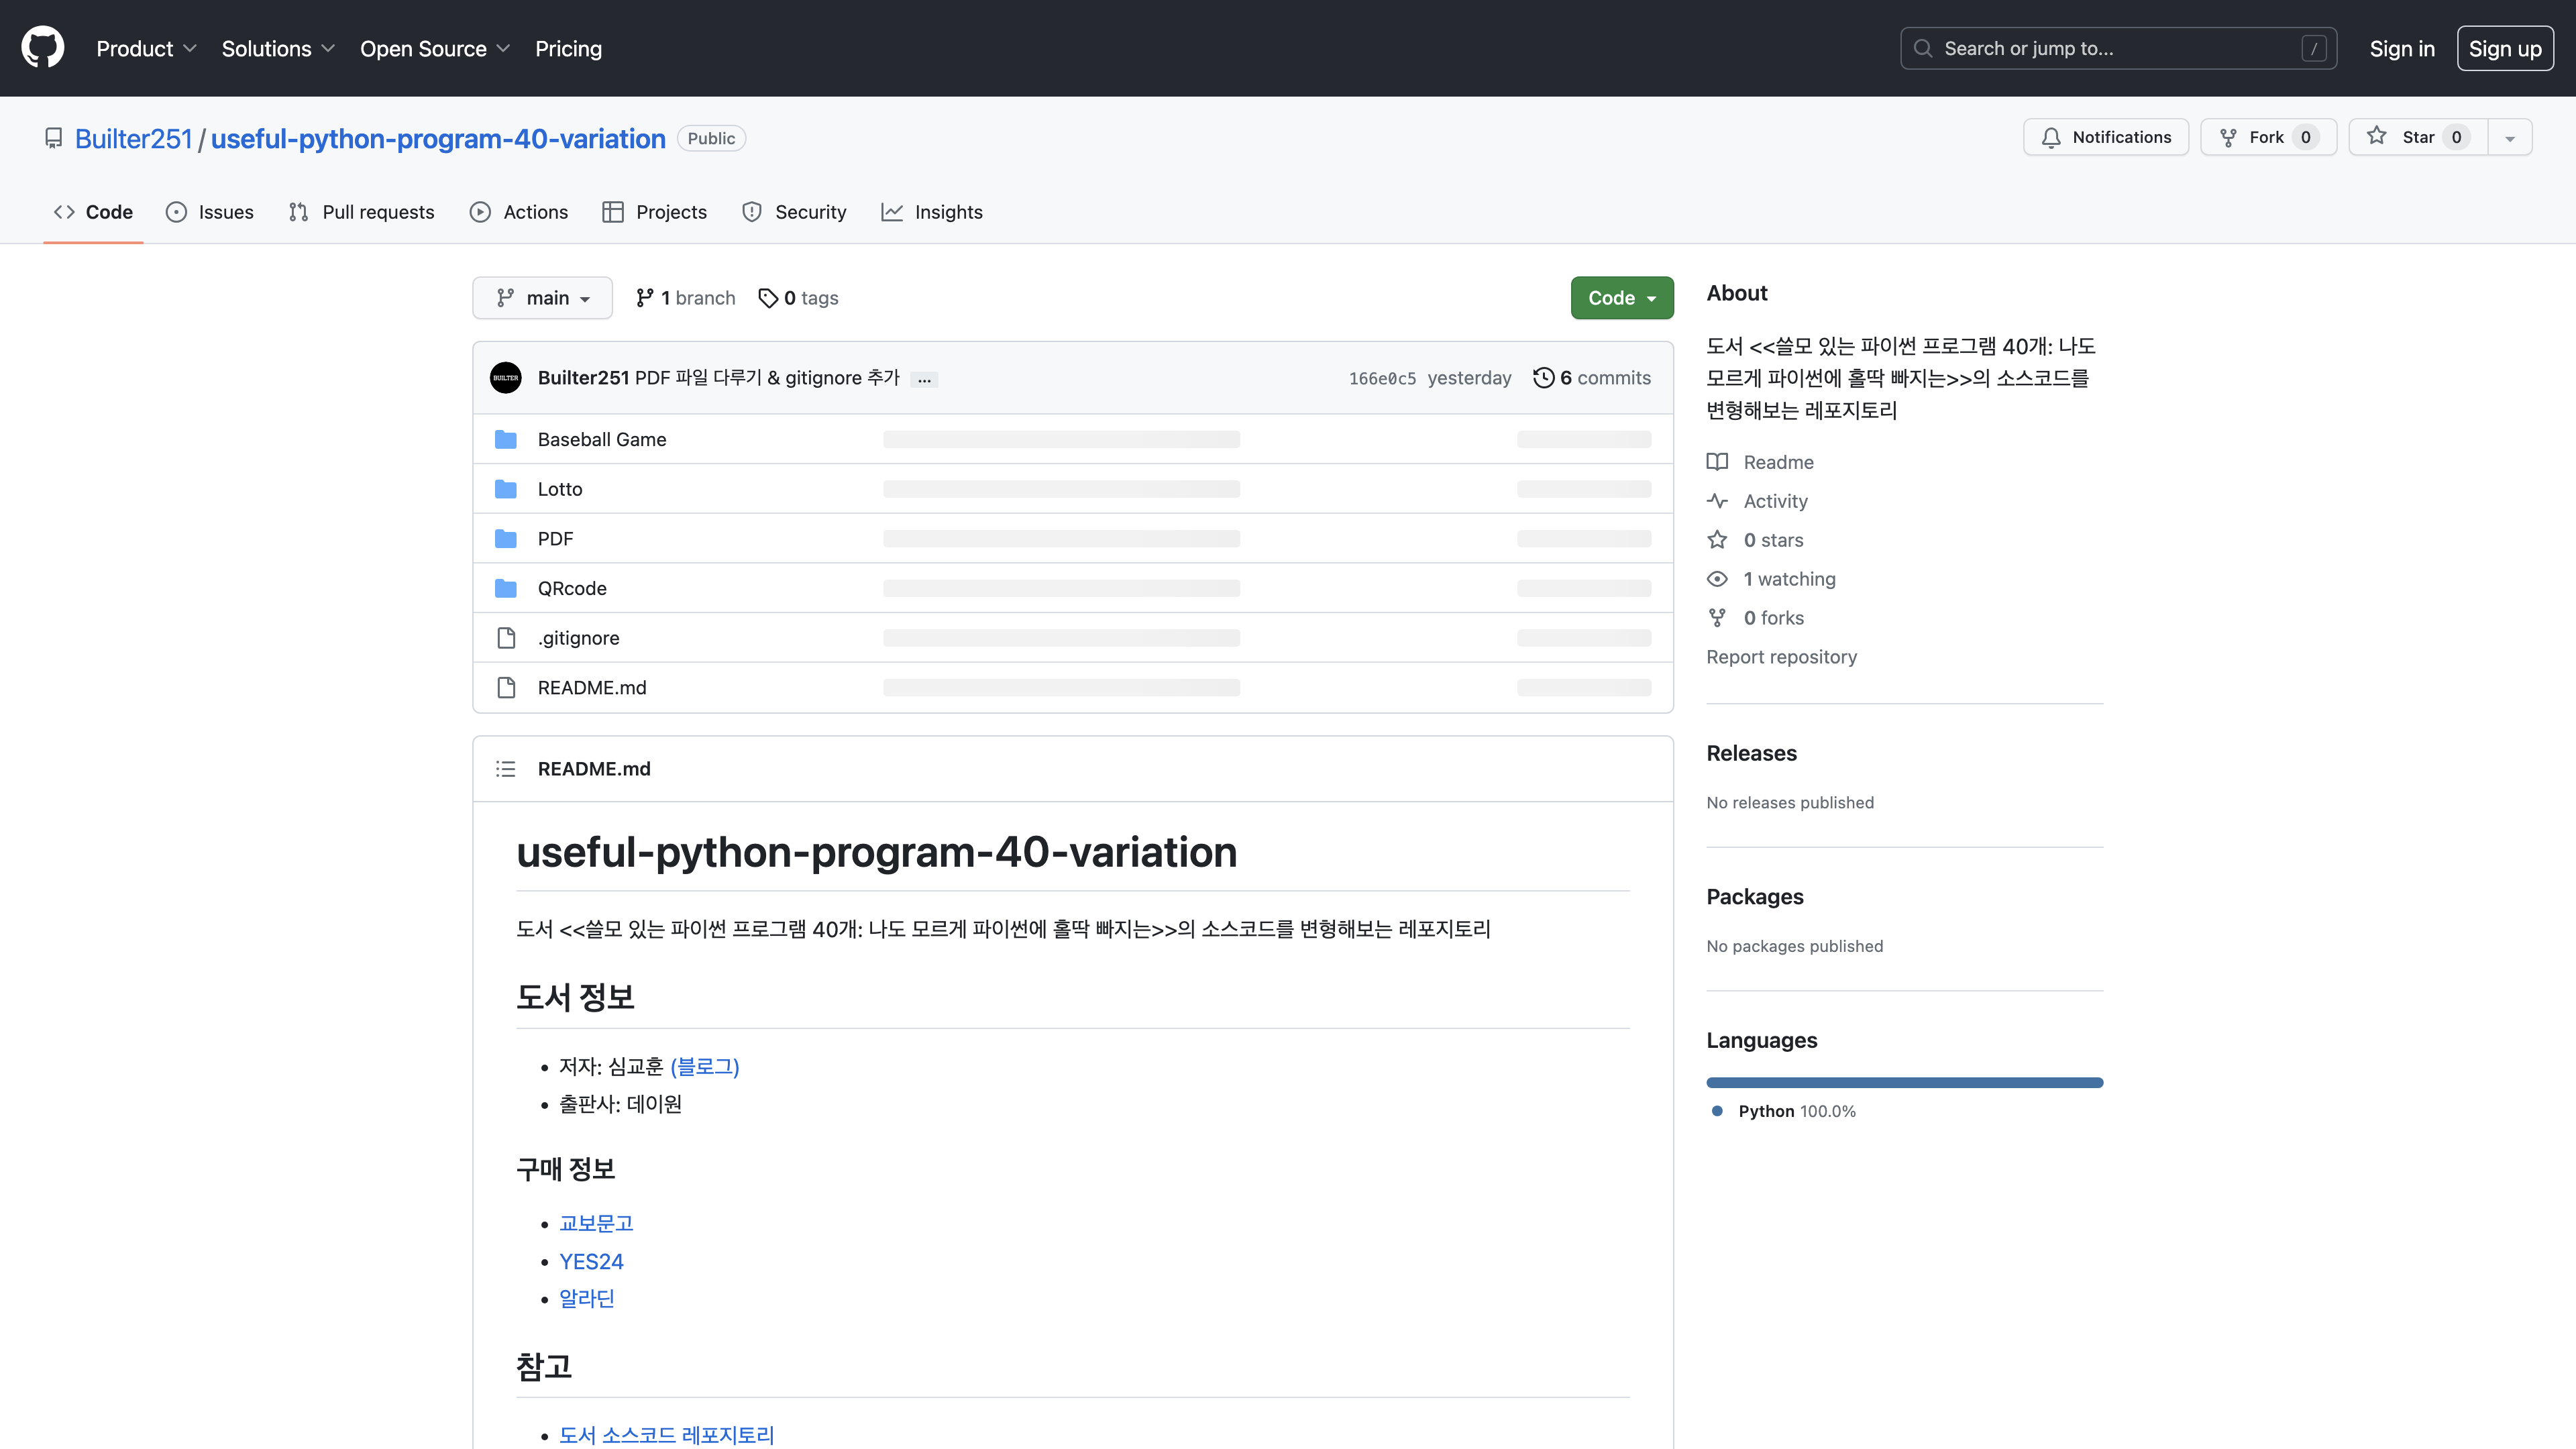 Product Solutions Open Source Pricing Search or jump to... / Sign in Sign up
Builter251/useful-python-program-40-variation Public Notifications Fork 0 Star 0
Code Issues Pull requests Actions Projects Security Insights
main 1 branch 0 tags Code
BUILTER Builter251 PDF 파일 다루기 & gitignore 추가 ... 166e0c5 yesterday 6 commits
Baseball Game
Lotto
PDF
QRcode
.gitignore
README.md
README.md
useful-python-program-40-variation
도서 <<쓸모 있는 파이썬 프로그램 40개: 나도 모르게 파이썬에 홀딱 빠지는>>의 소스코드를 변형해보는 레포지토리
도서 정보
저자: 심교훈 (블로그)
출판사: 데이원
구매 정보
교보문고
YES24
알라딘
참고
도서 소스코드 레포지토리
About
도서 <<쓸모 있는 파이썬 프로그램 40개: 나도
모르게 파이썬에 홀딱 빠지는>>의 소스코드를
변형해보는 레포지토리
Readme
Activity
0 stars
1 watching
0 forks
Report repository
Releases
No releases published
Packages
No packages published
Languages
Python 100.0%